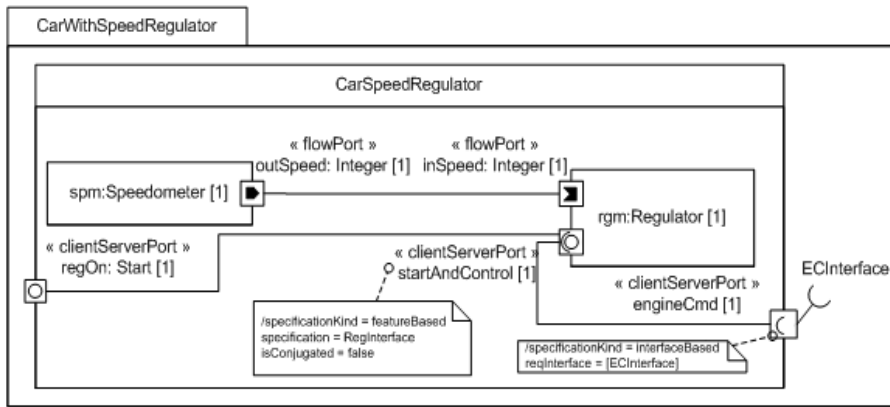 CarWithSpeedRegulator
CarSpeedRegulator
« flowPort »
outSpeed: Integer [1]
« flowPort »
inSpeed: Integer [1]
spm:Speedometer [1]
rgm:Regulator [1]
« clientServerPort »
regOn: Start [1]
« clientServerPort »
startAndControl [1]
« clientServerPort »
engineCmd [1]
ECInterface
/specificationKind = featureBased
specification = RegInterface
isConjugated = false
/specificationKind = interfaceBased
reqInterface = [ECInterface]